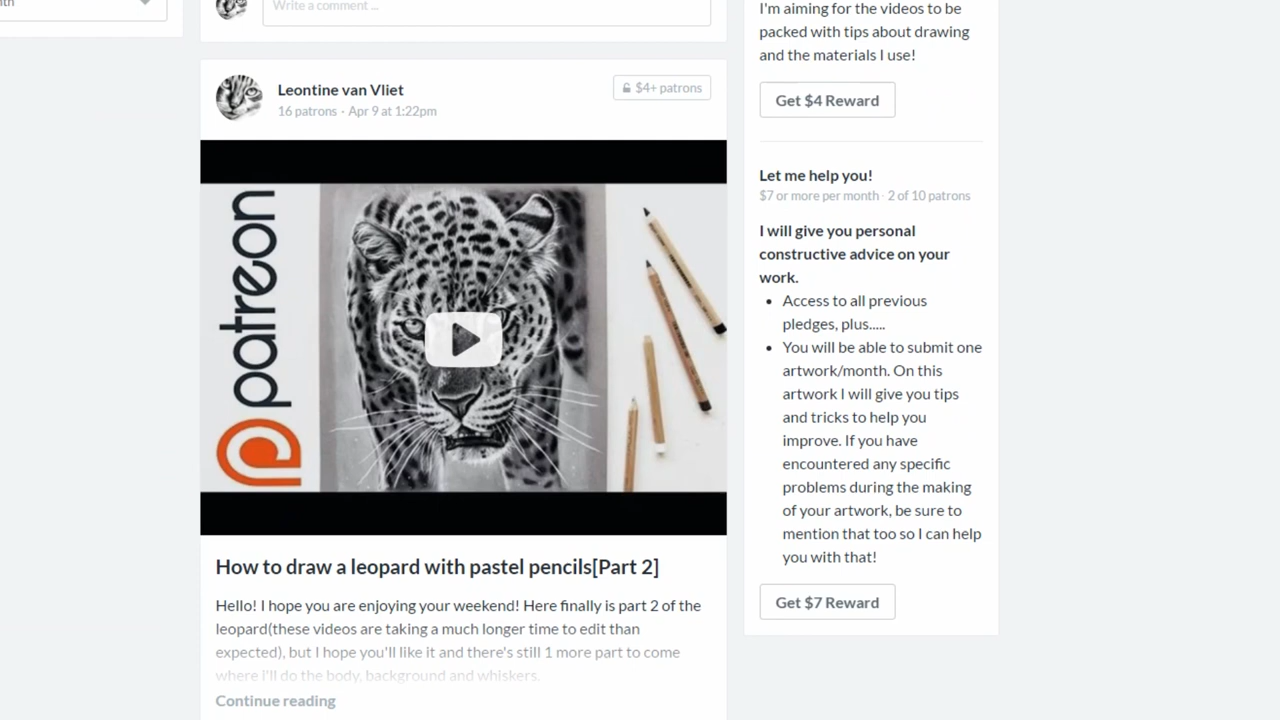 Write a comment ...
Leontine van Vliet
$4+ patrons
16 patrons · Apr 9 at 1:22pm
patreon
How to draw a leopard with pastel pencils[Part 2]
Hello! I hope you are enjoying your weekend! Here finally is part 2 of the
leopard(these videos are taking a much longer time to edit than
expected), but I hope you'll like it and there's still 1 more part to come
where i'll do the body, background and whiskers.
Continue reading
I'm aiming for the videos to be
packed with tips about drawing
and the materials I use!
Get $4 Reward
Let me help you!
$7 or more per month · 2 of 10 patrons
I will give you personal
constructive advice on your
work.
Access to all previous
pledges, plus.....
You will be able to submit one
artwork/month. On this
artwork I will give you tips
and tricks to help you
improve. If you have
encountered any specific
problems during the making
of your artwork, be sure to
mention that too so I can help
you with that!
Get $7 Reward